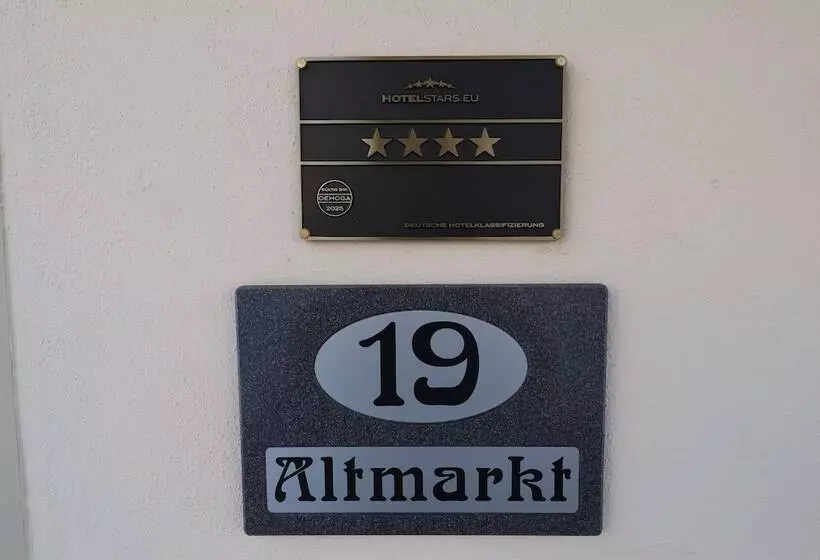 HOTELSTARS.EU
DEHOGA
2025
DEUTSCHE HOTELKLASSIFIZIERUNG
19
Altmarkt